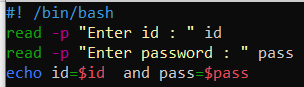 #! /bin/bash
read -p "Enter id : " id
read -p "Enter password : " pass
echo id=$id  and pass=$pass